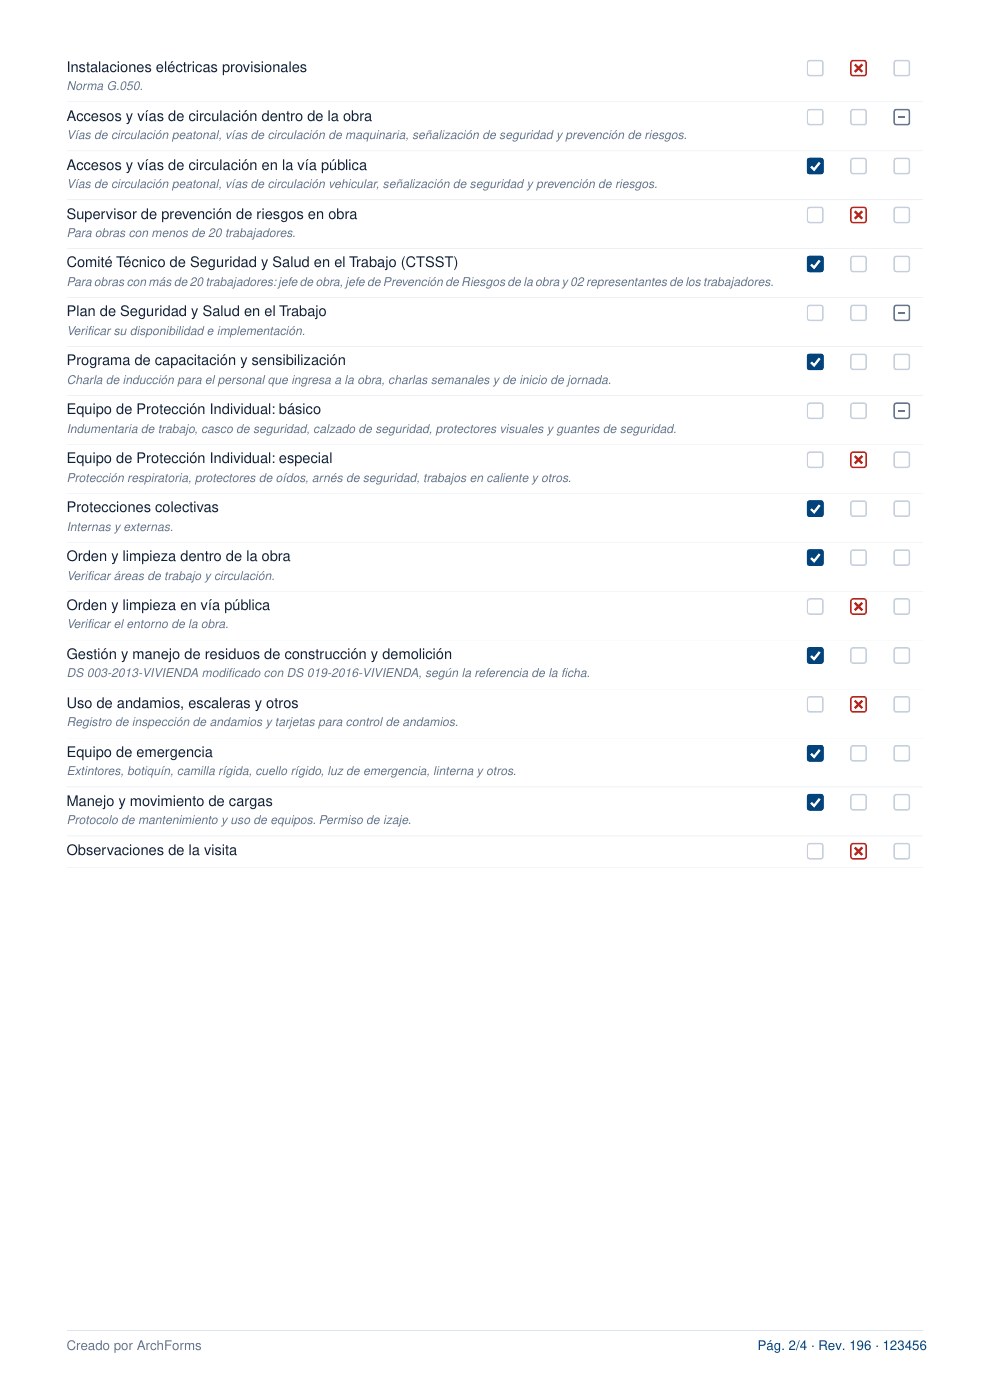 Instalaciones eléctricas provisionales
Norma G.050.
Accesos y vías de circulación dentro de la obra
Vías de circulación peatonal, vías de circulación de maquinaria, señalización de seguridad y prevención de riesgos.
Accesos y vías de circulación en la vía pública
Vías de circulación peatonal, vías de circulación vehicular, señalización de seguridad y prevención de riesgos.
Supervisor de prevención de riesgos en obra
Para obras con menos de 20 trabajadores.
Comité Técnico de Seguridad y Salud en el Trabajo (CTSST)
Para obras con más de 20 trabajadores: jefe de obra, jefe de Prevención de Riesgos de la obra y 02 representantes de los trabajadores.
Plan de Seguridad y Salud en el Trabajo
Verificar su disponibilidad e implementación.
Programa de capacitación y sensibilización
Charla de inducción para el personal que ingresa a la obra, charlas semanales y de inicio de jornada.
Equipo de Protección Individual: básico
Indumentaria de trabajo, casco de seguridad, calzado de seguridad, protectores visuales y guantes de seguridad.
Equipo de Protección Individual: especial
Protección respiratoria, protectores de oídos, arnés de seguridad, trabajos en caliente y otros.
Protecciones colectivas
Internas y externas.
Orden y limpieza dentro de la obra
Verificar áreas de trabajo y circulación.
Orden y limpieza en vía pública
Verificar el entorno de la obra.
Gestión y manejo de residuos de construcción y demolición
DS 003-2013-VIVIENDA modificado con DS 019-2016-VIVIENDA, según la referencia de la ficha.
Uso de andamios, escaleras y otros
Registro de inspección de andamios y tarjetas para control de andamios.
Equipo de emergencia
Extintores, botiquín, camilla rígida, cuello rígido, luz de emergencia, linterna y otros.
Manejo y movimiento de cargas
Protocolo de mantenimiento y uso de equipos. Permiso de izaje.
Observaciones de la visita
Creado por ArchForms
Pág. 2/4 · Rev. 196 · 123456